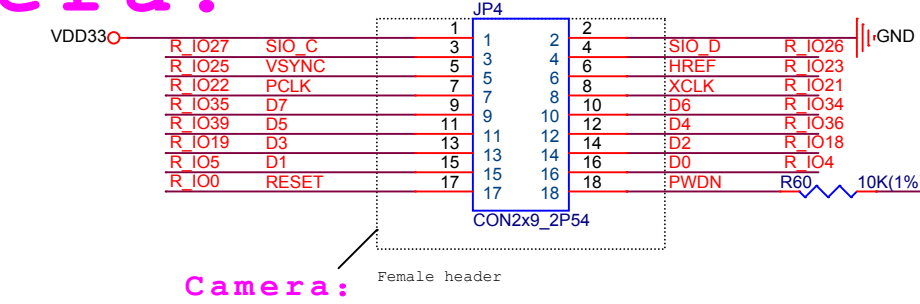 era:
JP4
VDD33 1 1 2 2 GND
R_IO27 SIO_C 3 3 4 4 SIO_D R_IO26
R_IO25 VSYNC 5 5 6 6 HREF R_IO23
R_IO22 PCLK 7 7 8 8 XCLK R_IO21
R_IO35 D7 9 9 10 10 D6 R_IO34
R_IO39 D5 11 11 12 12 D4 R_IO36
R_IO19 D3 13 13 14 14 D2 R_IO18
R_IO5 D1 15 15 16 16 D0 R_IO4
R_IO0 RESET 17 17 18 18 PWDN R60 10K(1%
CON2x9_2P54
Camera: Female header